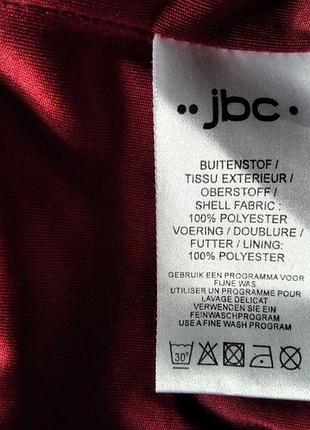 ••jbc•
BUITENSTOF /
TISSU EXTERIEUR /
OBERSTOFF /
SHELL FABRIC :
100% POLYESTER
VOERING / DOUBLURE /
FUTTER / LINING:
100% POLYESTER
GEBRUIK EEN PROGRAMMA VOOR
FIJNE WAS
UTILISER UN PROGRAMME POUR
LAVAGE DELICAT
VERWENDEN SIE EIN
FEINWASCHPROGRAM
USE A FINE WASH PROGRAM
30°